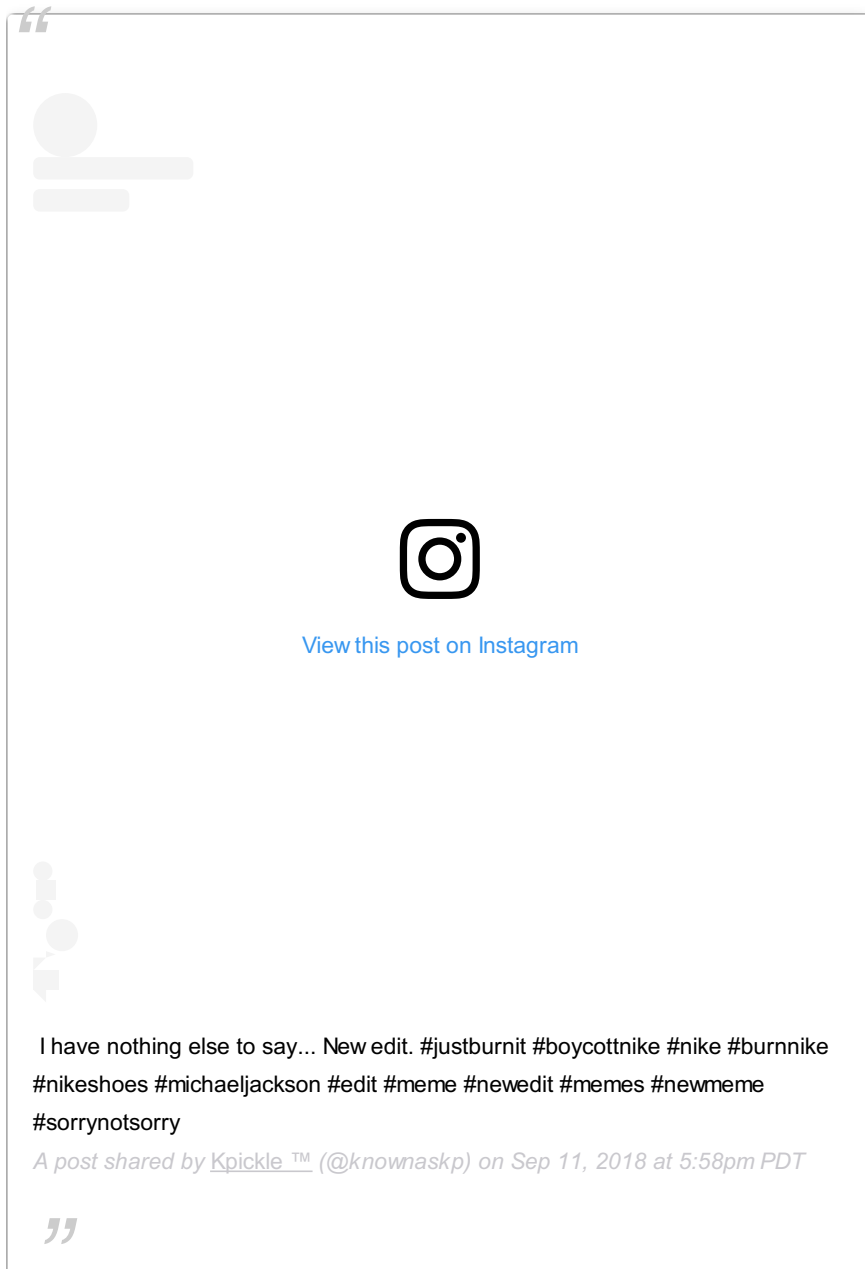 “
View this post on Instagram
I have nothing else to say... New edit. #justburnit #boycottnike #nike #burnnike
#nikeshoes #michaeljackson #edit #meme #newedit #memes #newmeme
#sorrynotsorry
A post shared by Kpickle ™ (@knownaskp) on Sep 11, 2018 at 5:58pm PDT
”